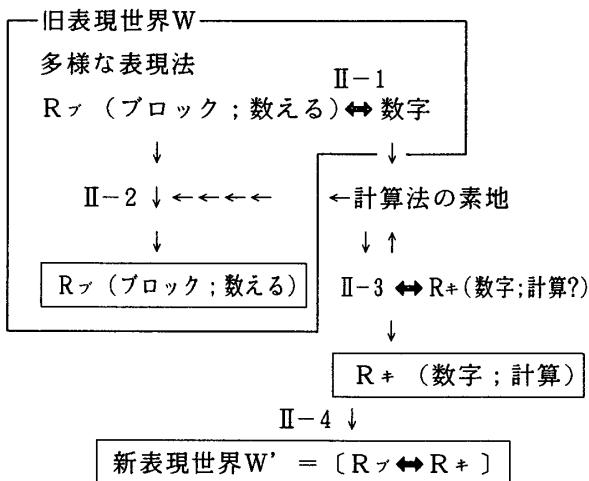 旧表現世界W
多様な表現法
Ⅱ−1
Rブ (ブロック;数える)⇔数字
↓ ↓
Ⅱ−2 ↓←←←← ←計算法の素地
↓ ↓↑
Rブ (ブロック;数える) Ⅱ−3 ⇔ Rキ(数字;計算?)
↓
Rキ (数字;計算)
Ⅱ−4 ↓
新表現世界W’=〔Rブ⇔Rキ〕